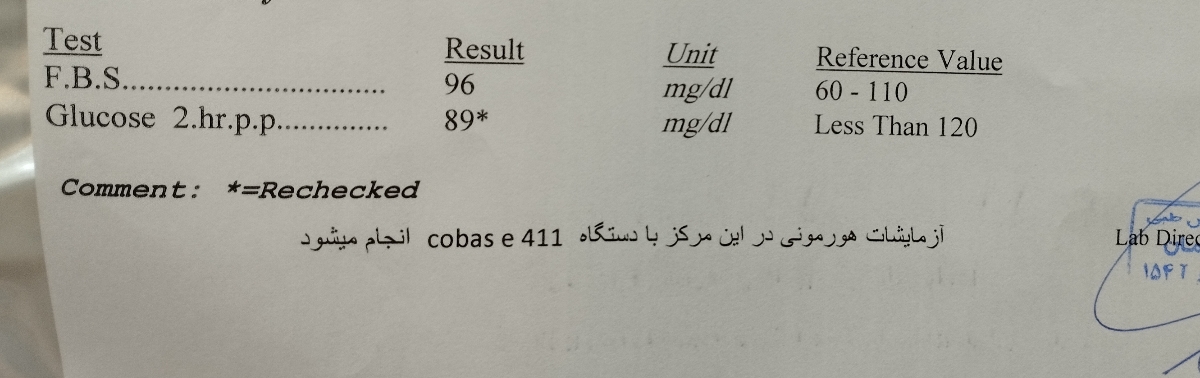 Test Result Unit Reference Value
F.B.S................................. 96 mg/dl 60 - 110
Glucose 2.hr.p.p.............. 89* mg/dl Less Than 120
Comment: *=Rechecked
آزمایشات هورمونی در این مرکز با دستگاه cobas e 411 انجام میشود
Lab Direc
۱۵۴۲